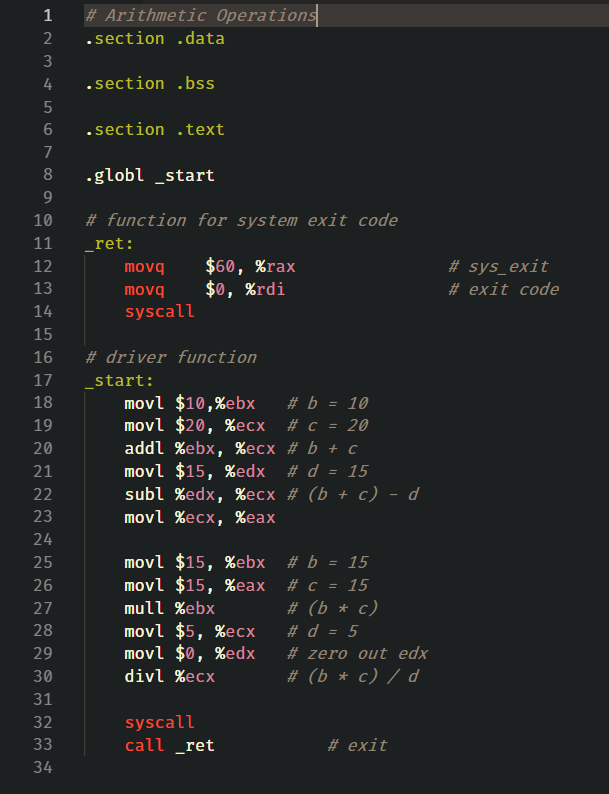 1 # Arithmetic Operations
2 .section .data
3
4 .section .bss
5
6 .section .text
7
8 .globl _start
9
10 # function for system exit code
11 _ret:
12 movq $60, %rax # sys_exit
13 movq $0, %rdi # exit code
14 syscall
15
16 # driver function
17 _start:
18 movl $10,%ebx # b = 10
19 movl $20, %ecx # c = 20
20 addl %ebx, %ecx # b + c
21 movl $15, %edx # d = 15
22 subl %edx, %ecx # (b + c) - d
23 movl %ecx, %eax
24
25 movl $15, %ebx # b = 15
26 movl $15, %eax # c = 15
27 mull %ebx # (b * c)
28 movl $5, %ecx # d = 5
29 movl $0, %edx # zero out edx
30 divl %ecx # (b * c) / d
31
32 syscall
33 call _ret # exit
34